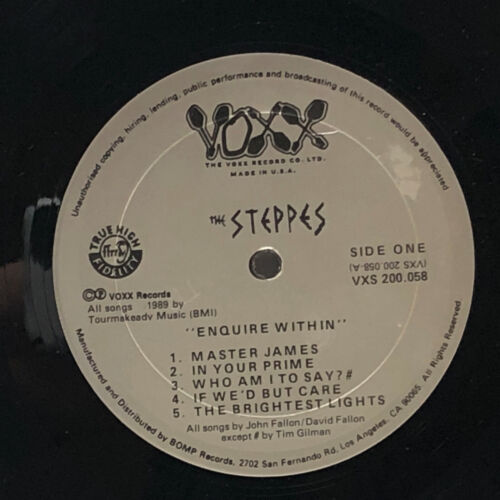 Unauthorised copying, hiring, lending, public performance and broadcasting of this record would be appreciated
VOXX
THE VOXX RECORD CO. LTD.
MADE IN U.S.A.
THE STEPPES
TRUE HIGH
FIDELITY
SIDE ONE
(VXS 200.058-A)
VXS 200.058
©℗ VOXX Records
All songs 1989 by
Tourmakeadv Music (BMI)
"ENQUIRE WITHIN"
1. MASTER JAMES
2. IN YOUR PRIME
3. WHO AM I TO SAY?#
4. IF WE'D BUT CARE
5. THE BRIGHTEST LIGHTS
All songs by John Fallon/David Fallon
except # by Tim Gilman
Manufactured and Distributed by BOMP Records, 2702 San Fernando Rd, Los Angeles, CA 90065. All Rights Reserved